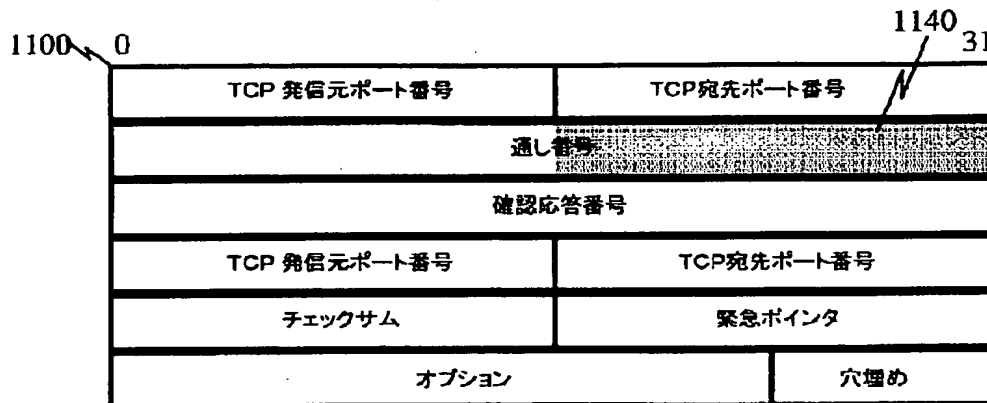 1100 0 1140 31
TCP 発信元ポート番号 TCP宛先ポート番号
通し番号
確認応答番号
TCP 発信元ポート番号 TCP宛先ポート番号
チェックサム 緊急ポインタ
オプション 穴埋め